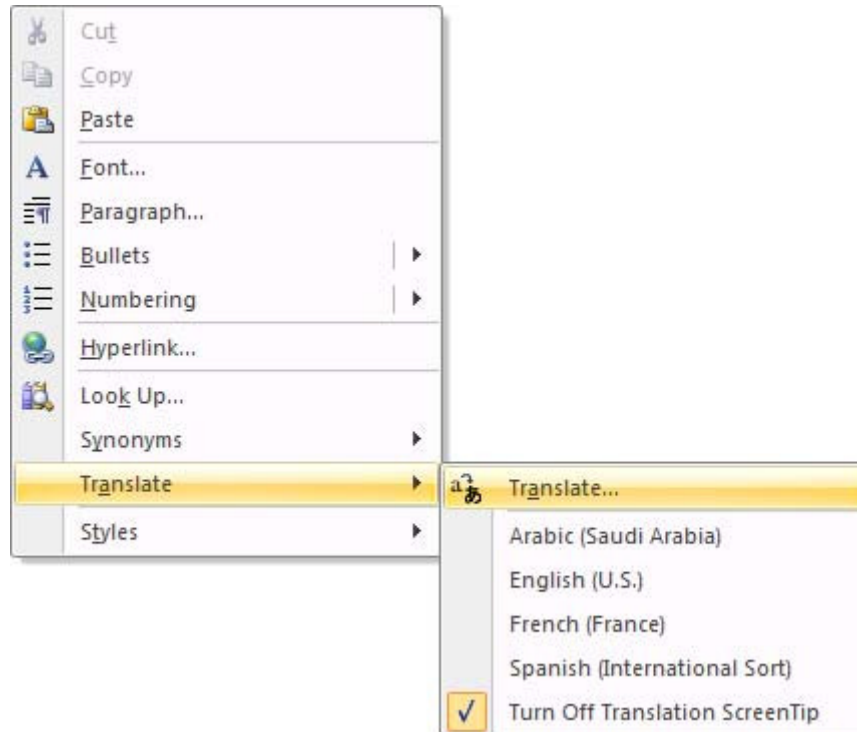 Cut
Copy
Paste
Font...
Paragraph...
Bullets
Numbering
Hyperlink...
Look Up...
Synonyms
Translate
Styles
Translate...
Arabic (Saudi Arabia)
English (U.S.)
French (France)
Spanish (International Sort)
Turn Off Translation ScreenTip